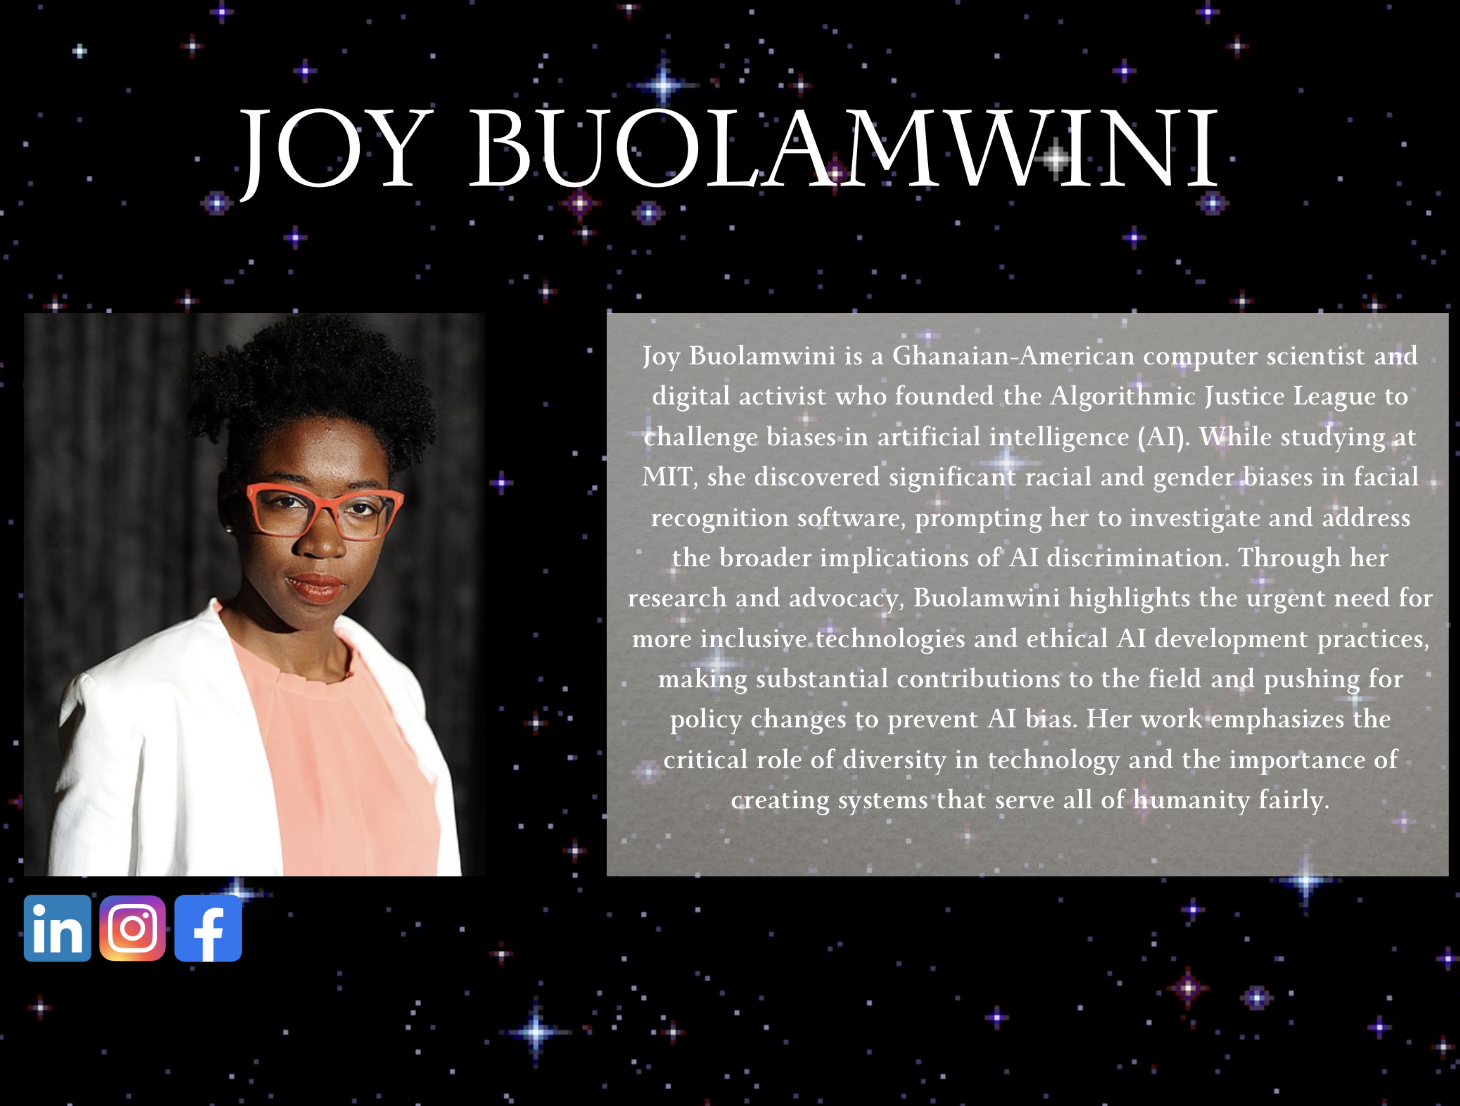 JOY BUOLAMWINI
Joy Buolamwini is a Ghanaian-American computer scientist and
digital activist who founded the Algorithmic Justice League to
challenge biases in artificial intelligence (AI). While studying at
MIT, she discovered significant racial and gender biases in facial
recognition software, prompting her to investigate and address
the broader implications of AI discrimination. Through her
research and advocacy, Buolamwini highlights the urgent need for
more inclusive technologies and ethical AI development practices,
making substantial contributions to the field and pushing for
policy changes to prevent AI bias. Her work emphasizes the
critical role of diversity in technology and the importance of
creating systems that serve all of humanity fairly.
in
f